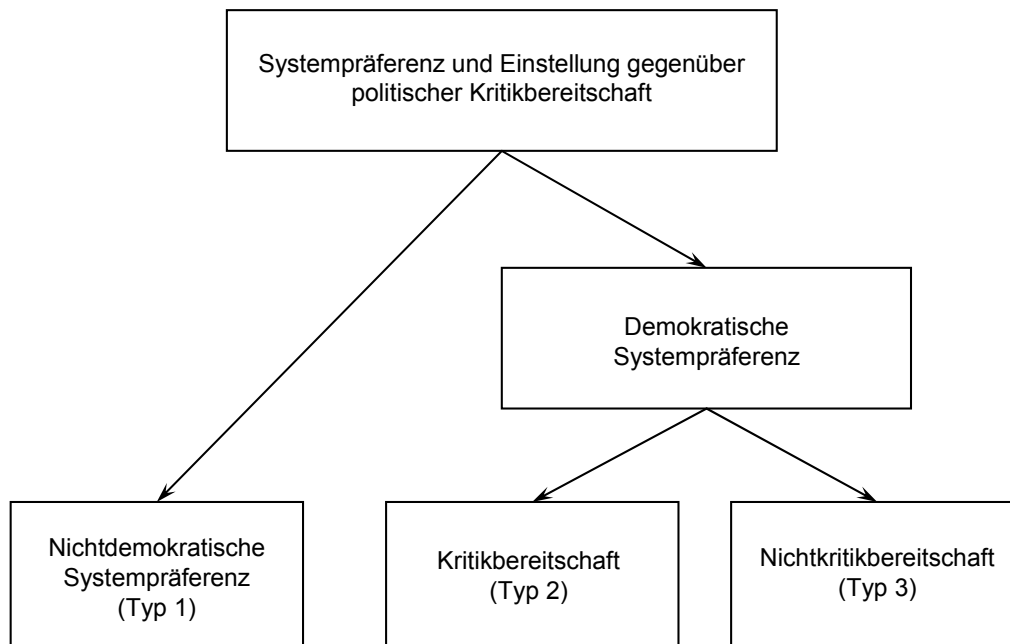 Systempräferenz und Einstellung gegenüber
politischer Kritikbereitschaft
Demokratische
Systempräferenz
Nichtdemokratische
Systempräferenz
(Typ 1)
Kritikbereitschaft
(Typ 2)
Nichtkritikbereitschaft
(Typ 3)